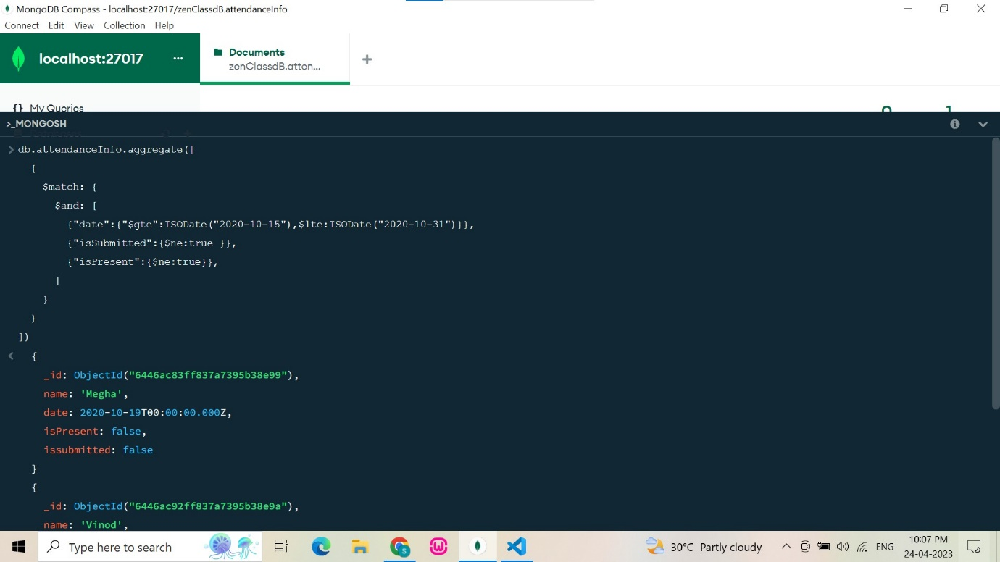 MongoDB Compass - localhost:27017/zenClassdB.attendanceInfo
Connect Edit View Collection Help
localhost:27017 ...
Documents
zenClassdB.atten...
{} My Queries
>_MONGOSH
> db.attendanceInfo.aggregate([
{
$match: {
$and: [
{"date":{"$gte":ISODate("2020-10-15"),$lte:ISODate("2020-10-31")}},
{"isSubmitted":{$ne:true }},
{"isPresent":{$ne:true}},
]
}
}
])
< {
_id: ObjectId("6446ac83ff837a7395b38e99"),
name: 'Megha',
date: 2020-10-19T00:00:00.000Z,
isPresent: false,
issubmitted: false
}
{
_id: ObjectId("6446ac92ff837a7395b38e9a"),
name: 'Vinod',
Type here to search
30°C Partly cloudy
ENG
10:07 PM
24-04-2023